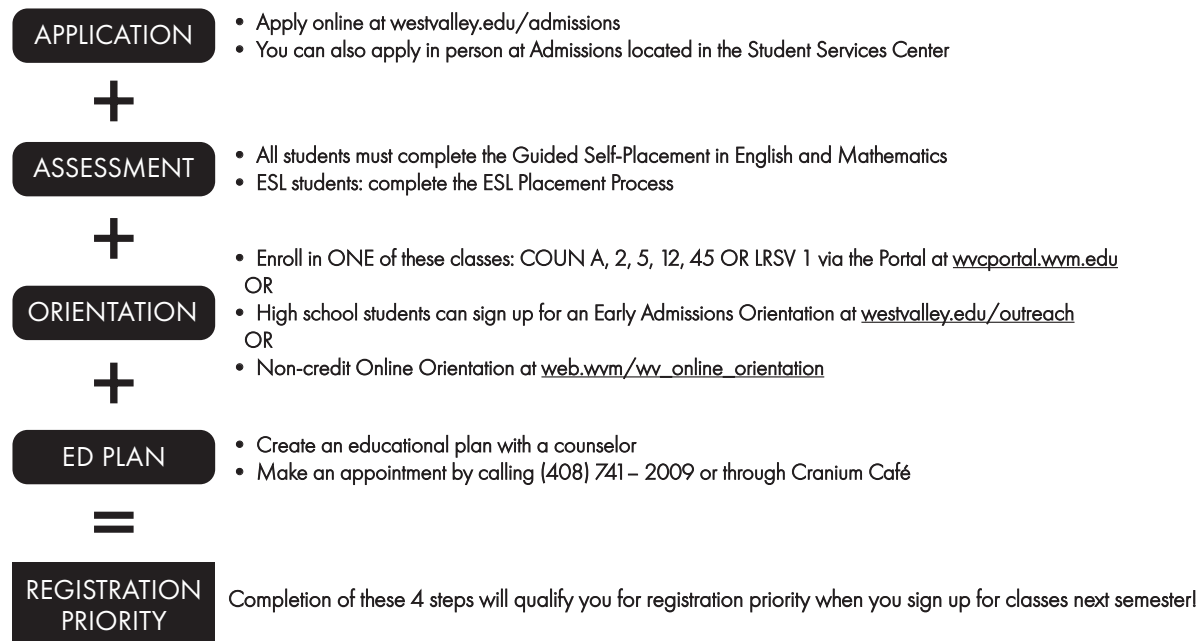 APPLICATION
• Apply online at westvalley.edu/admissions
• You can also apply in person at Admissions located in the Student Services Center
+
ASSESSMENT
• All students must complete the Guided Self-Placement in English and Mathematics
• ESL students: complete the ESL Placement Process
+
ORIENTATION
• Enroll in ONE of these classes: COUN A, 2, 5, 12, 45 OR LRSV 1 via the Portal at wvcportal.wvm.edu
OR
• High school students can sign up for an Early Admissions Orientation at westvalley.edu/outreach
OR
• Non-credit Online Orientation at web.wvm/wv_online_orientation
+
ED PLAN
• Create an educational plan with a counselor
• Make an appointment by calling (408) 741– 2009 or through Cranium Café
=
REGISTRATION
PRIORITY
Completion of these 4 steps will qualify you for registration priority when you sign up for classes next semester!